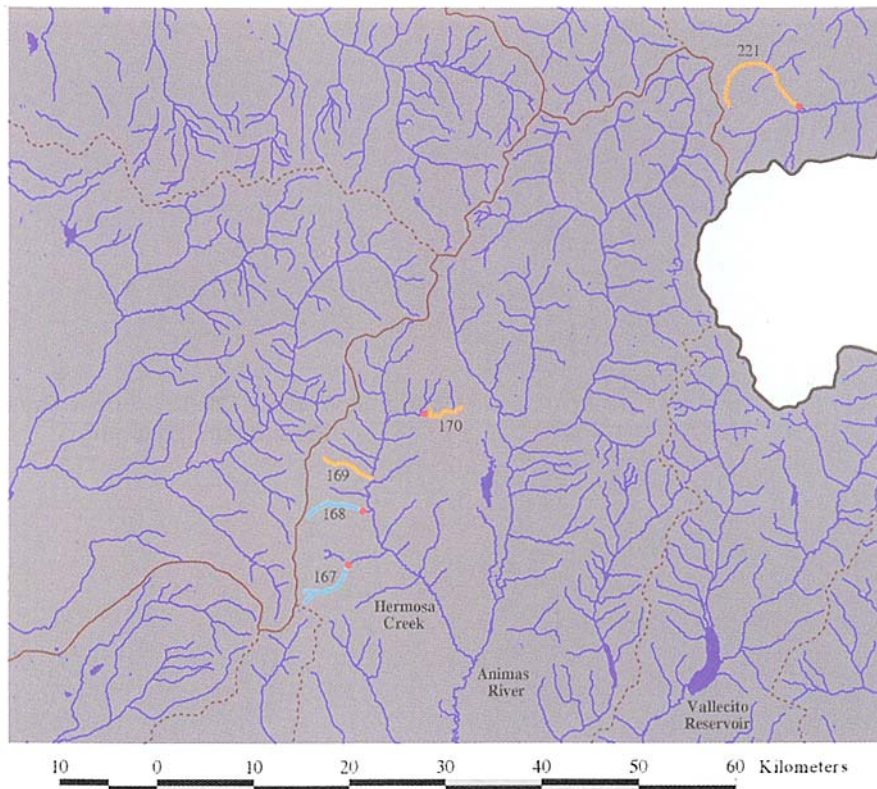 221
170
169
168
167
Hermosa
Creek
Animas
River
Vallecito
Reservoir
10 0 10 20 30 40 50 60 Kilometers